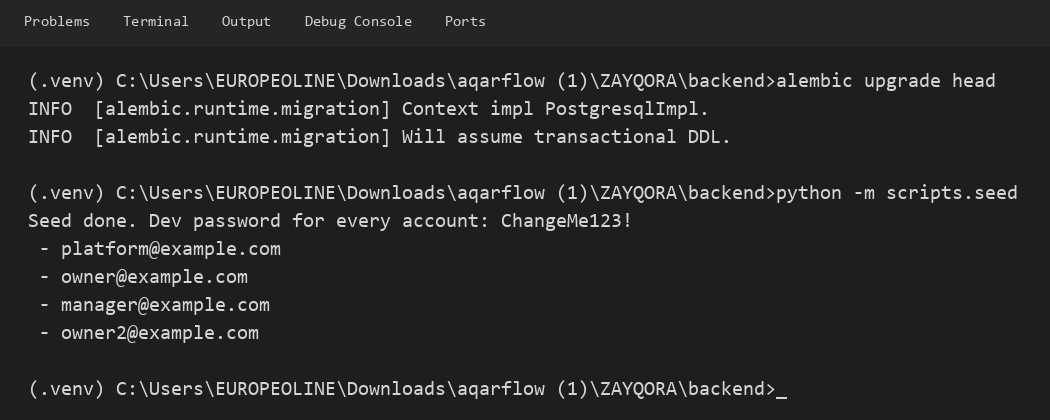 Problems Terminal Output Debug Console Ports
(.venv) C:\Users\EUROPEOLINE\Downloads\aqarflow (1)\ZAYQORA\backend>alembic upgrade head
INFO  [alembic.runtime.migration] Context impl PostgresqlImpl.
INFO  [alembic.runtime.migration] Will assume transactional DDL.
(.venv) C:\Users\EUROPEOLINE\Downloads\aqarflow (1)\ZAYQORA\backend>python -m scripts.seed
Seed done. Dev password for every account: ChangeMe123!
 - platform@example.com
 - owner@example.com
 - manager@example.com
 - owner2@example.com
(.venv) C:\Users\EUROPEOLINE\Downloads\aqarflow (1)\ZAYQORA\backend>_